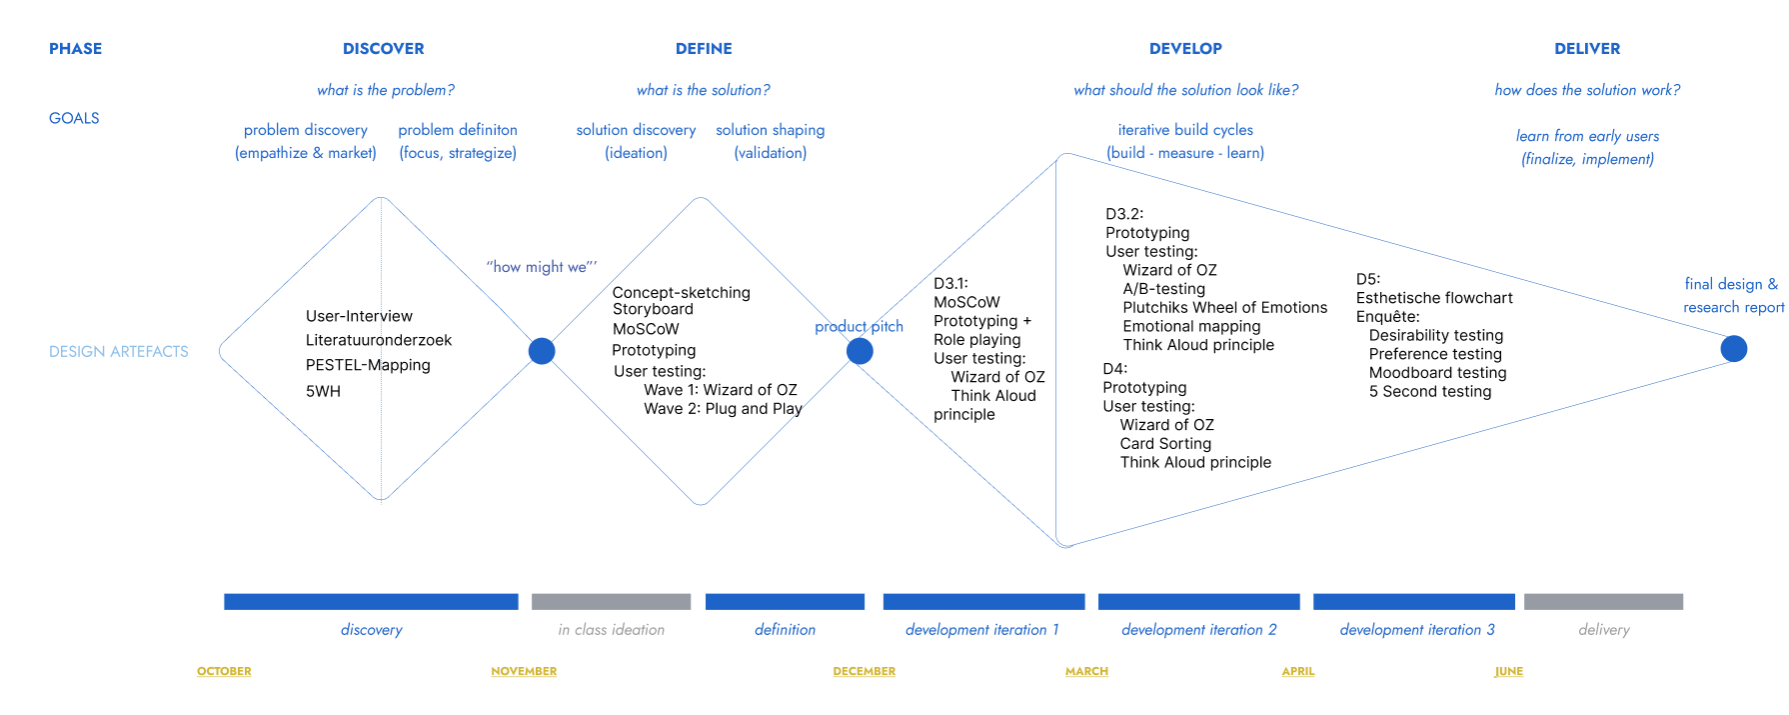 PHASE
DISCOVER
DEFINE
DEVELOP
DELIVER
what is the problem?
what is the solution?
what should the solution look like?
how does the solution work?
GOALS
problem discovery
(empathize & market)
problem definiton
(focus, strategize)
solution discovery
(ideation)
solution shaping
(validation)
iterative build cycles
(build - measure - learn)
learn from early users
(finalize, implement)
DESIGN ARTEFACTS
User-Interview
Literatuuronderzoek
PESTEL-Mapping
5WH
“how might we”’
Concept-sketching
Storyboard
MoSCoW
Prototyping
User testing:
Wave 1: Wizard of OZ
Wave 2: Plug and Play
product pitch
D3.1:
MoSCoW
Prototyping +
Role playing
User testing:
Wizard of OZ
Think Aloud
principle
D3.2:
Prototyping
User testing:
Wizard of OZ
A/B-testing
Plutchiks Wheel of Emotions
Emotional mapping
Think Aloud principle
D4:
Prototyping
User testing:
Wizard of OZ
Card Sorting
Think Aloud principle
D5:
Esthetische flowchart
Enquête:
Desirability testing
Preference testing
Moodboard testing
5 Second testing
final design &
research report
discovery
in class ideation
definition
development iteration 1
development iteration 2
development iteration 3
delivery
OCTOBER
NOVEMBER
DECEMBER
MARCH
APRIL
JUNE